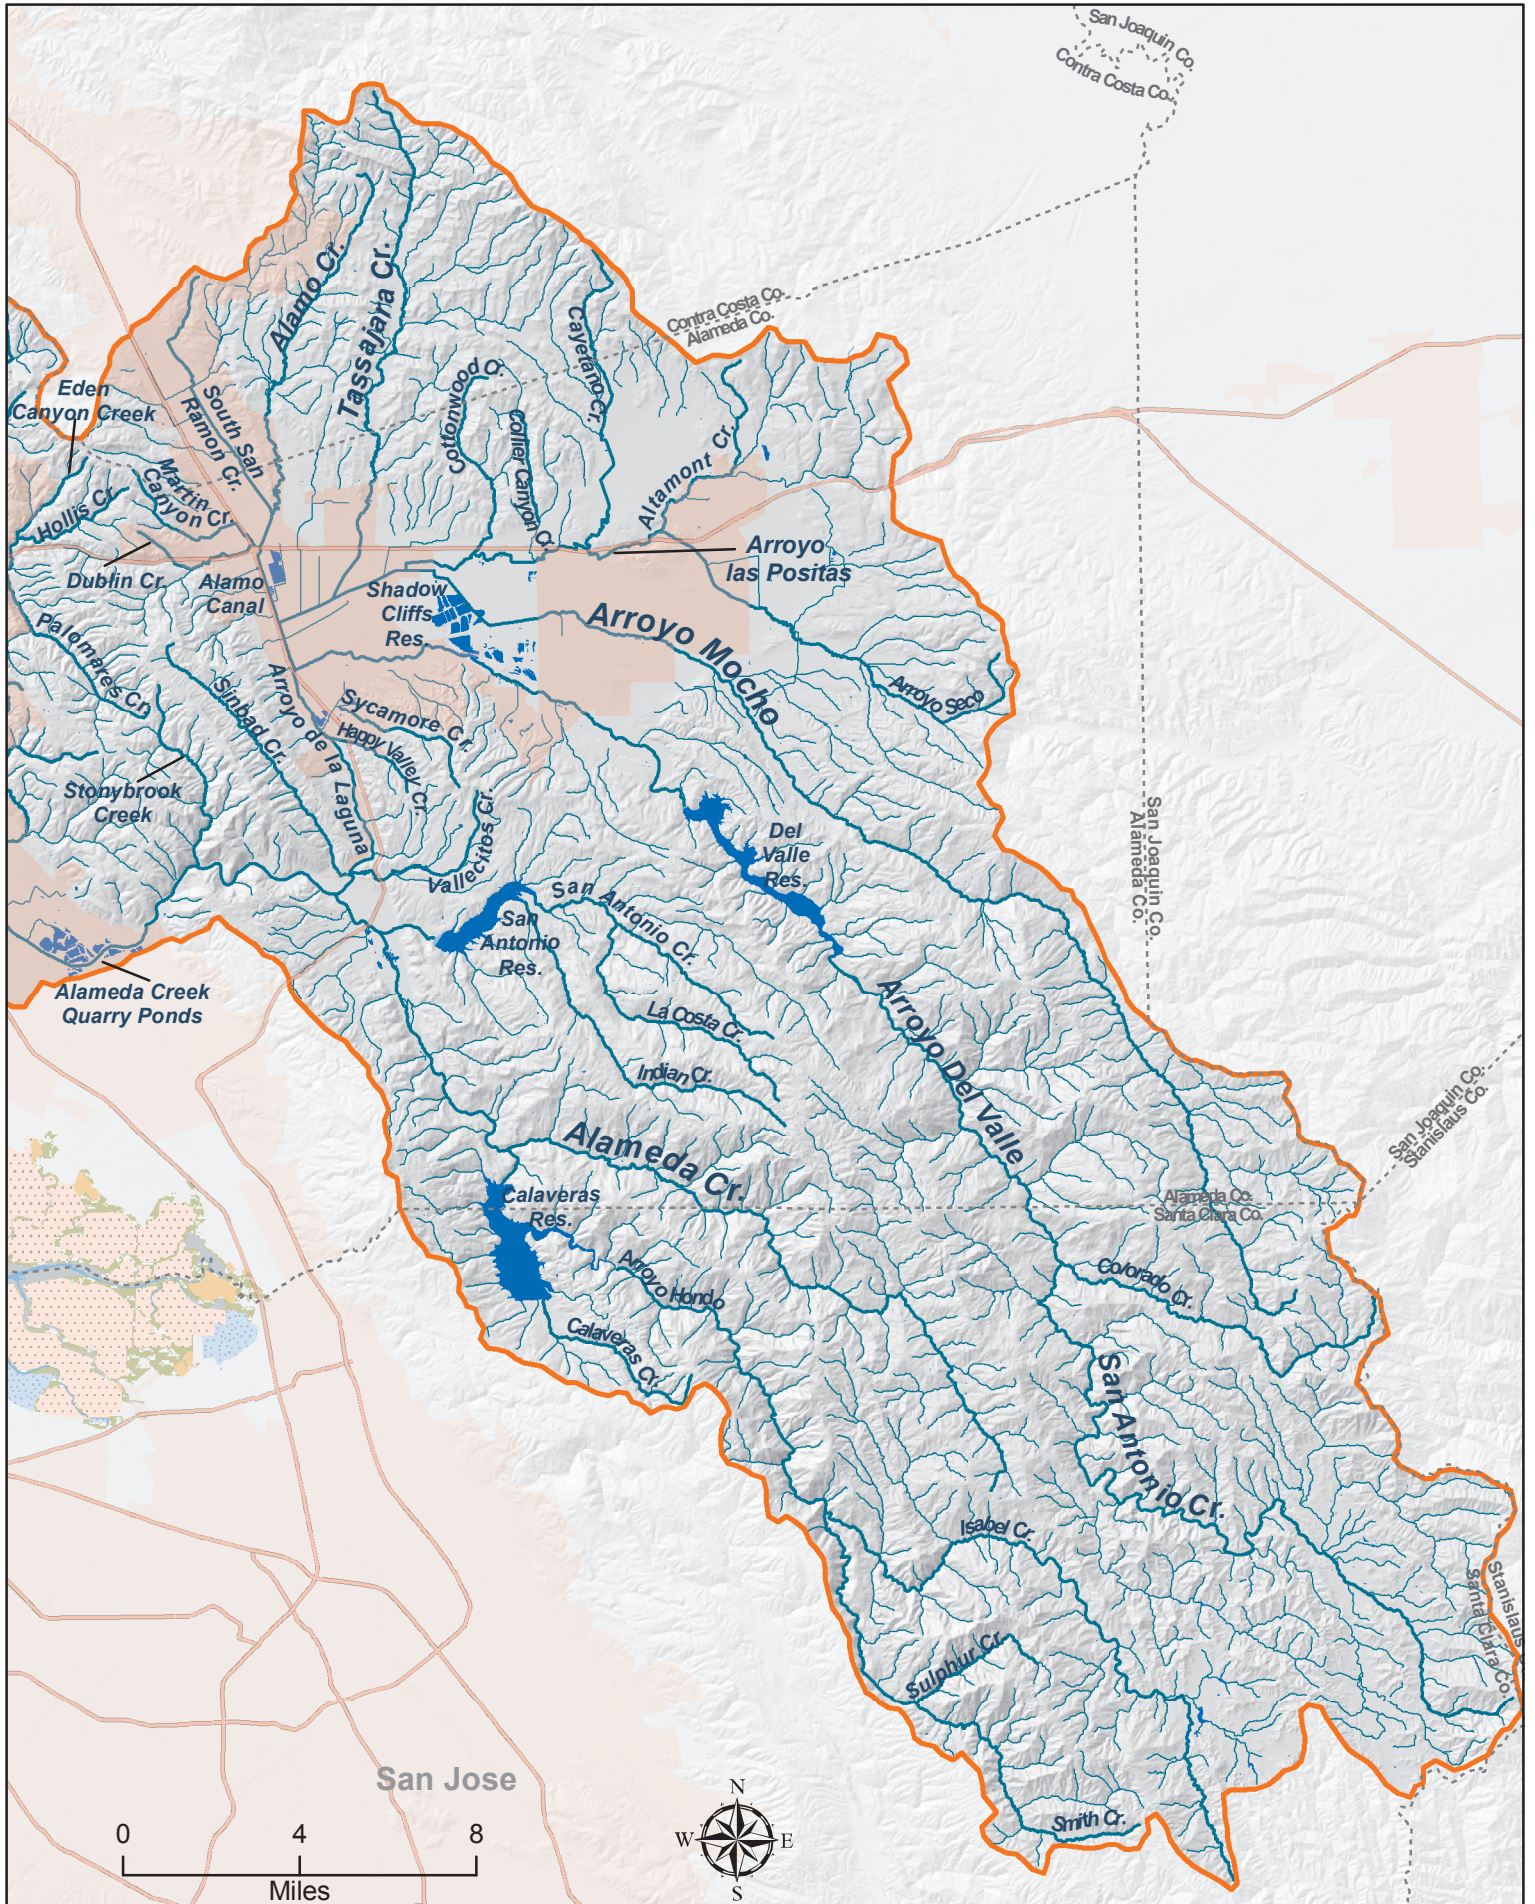 San Joaquin Co.
Contra Costa Co.
Alamo Cr.
Tassajara Cr.
Contra Costa Co.
Alameda Co.
Cayetano Cr.
Cottonwood Cr.
Collier Canyon Cr.
Eden
Canyon Creek
South San
Ramon Cr.
Altamont Cr.
Martin
Canyon Cr.
Hollis Cr.
Arroyo
las Positas
Dublin Cr.
Alamo
Canal
Shadow
Cliffs
Res.
Arroyo Mocho
Palomares Cr.
Sinbad Cr.
Arroyo de la Laguna
Sycamore Cr.
Happy Valley Cr.
Arroyo Seco
Stonybrook
Creek
Vallecitos Cr.
Del
Valle
Res.
San Joaquin Co.
Alameda Co.
San Antonio Cr.
San
Antonio
Res.
Alameda Creek
Quarry Ponds
La Costa Cr.
Indian Cr.
Arroyo Del Valle
San Joaquin Co.
Stanislaus Co.
Alameda Cr.
Calaveras
Res.
Alameda Co.
Santa Clara Co.
Arroyo Hondo
Colorado Cr.
Calaveras Cr.
San Antonio Cr.
Isabel Cr.
Stanislaus
Santa Clara Co.
Sulphur Cr.
San Jose
Smith Cr.
N
W
E
S
0
4
8
Miles